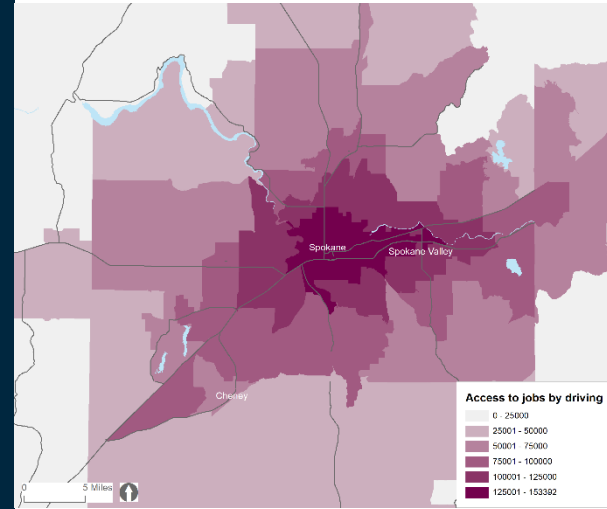 Spokane
Spokane Valley
Cheney
Access to jobs by driving
0 - 25000
25001 - 50000
50001 - 75000
75001 - 100000
100001 - 125000
125001 - 153392
0 5 Miles